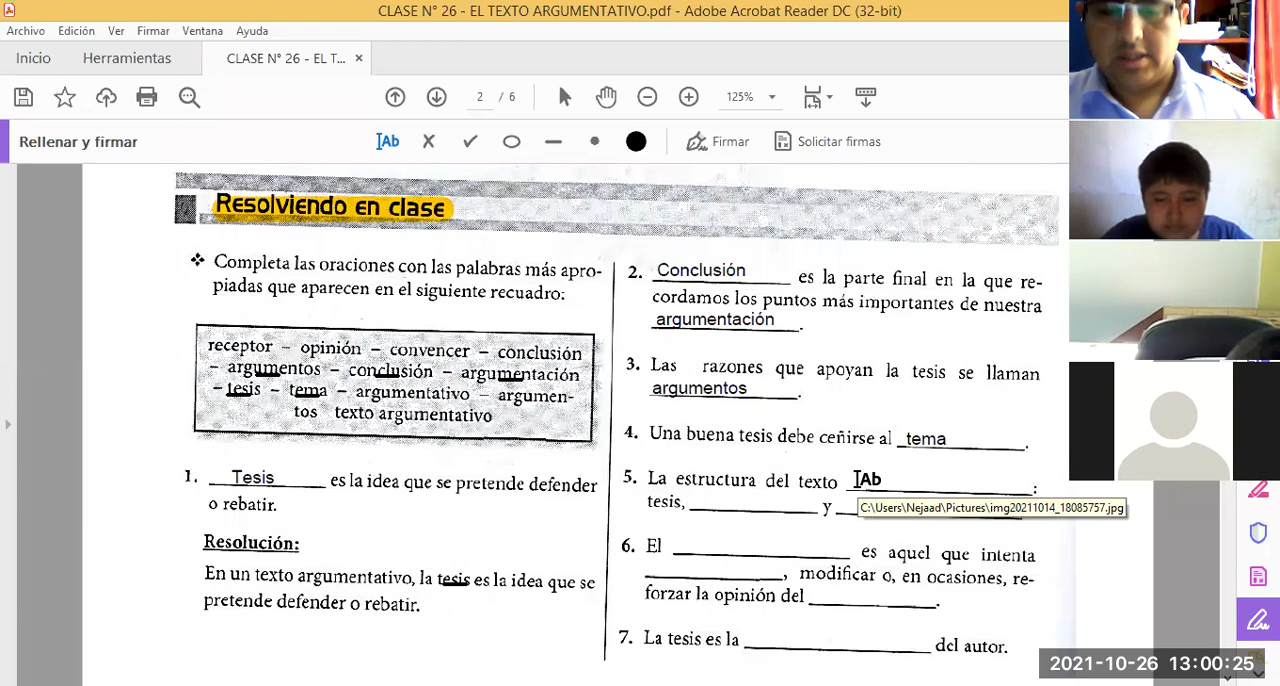 CLASE N° 26 - EL TEXTO ARGUMENTATIVO.pdf - Adobe Acrobat Reader DC (32-bit)
Archivo Edición Ver Firmar Ventana Ayuda
Inicio Herramientas CLASE N° 26 - EL T... ×
2 / 6 125%
Rellenar y firmar IAb Firmar Solicitar firmas
Resolviendo en clase
❖ Completa las oraciones con las palabras más apro-
piadas que aparecen en el siguiente recuadro:
receptor – opinión – convencer – conclusión
– argumentos – conclusión – argumentación
– tesis – tema – argumentativo – argumen-
tos texto argumentativo
1. Tesis es la idea que se pretende defender
o rebatir.
Resolución:
En un texto argumentativo, la tesis es la idea que se
pretende defender o rebatir.
2. Conclusión es la parte final en la que re-
cordamos los puntos más importantes de nuestra
argumentación.
3. Las razones que apoyan la tesis se llaman
argumentos.
4. Una buena tesis debe ceñirse al tema.
5. La estructura del texto IAb:
tesis, y
C:\Users\Nejaad\Pictures\img20211014_18085757.jpg
6. El es aquel que intenta
, modificar o, en ocasiones, re-
forzar la opinión del .
7. La tesis es la del autor.
2021-10-26 13:00:25